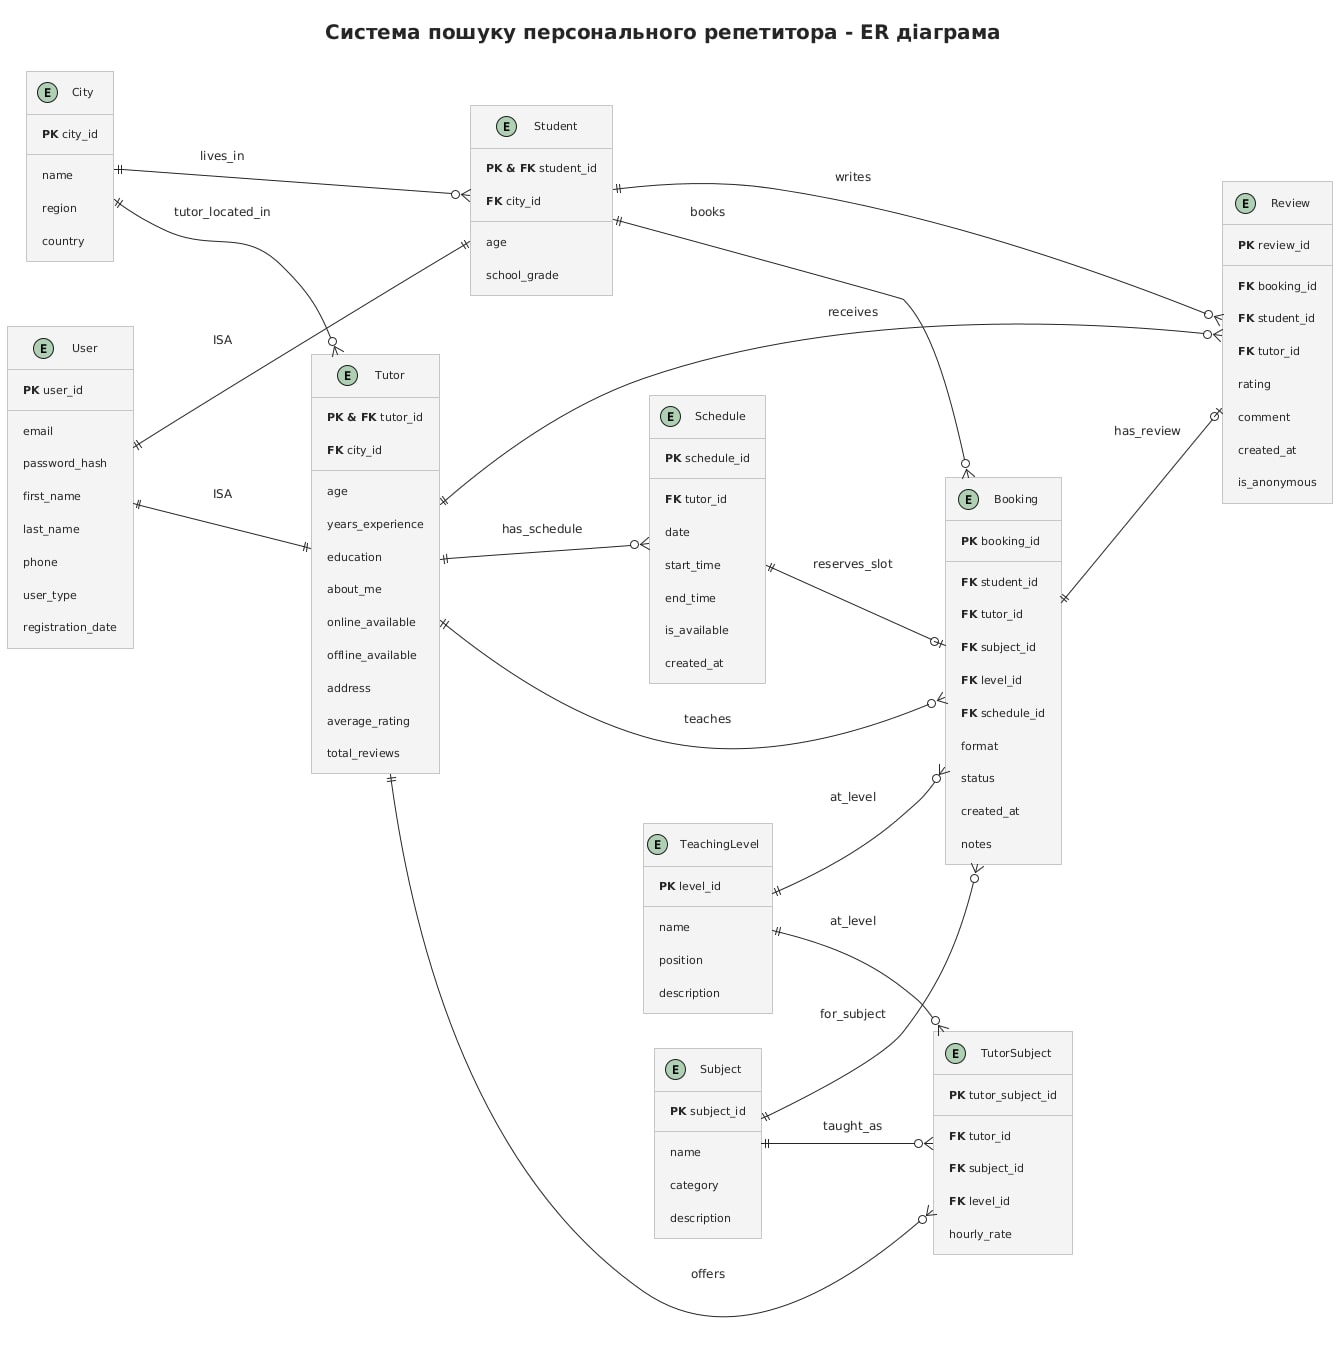 Система пошуку персонального репетитора - ER діаграма
E City
PK city_id
name
region
country
lives_in
tutor_located_in
E Student
PK & FK student_id
FK city_id
age
school_grade
writes
books
receives
E Review
PK review_id
FK booking_id
FK student_id
FK tutor_id
rating
comment
created_at
is_anonymous
has_review
E User
PK user_id
email
password_hash
first_name
last_name
phone
user_type
registration_date
ISA
ISA
E Tutor
PK & FK tutor_id
FK city_id
age
years_experience
education
about_me
online_available
offline_available
address
average_rating
total_reviews
has_schedule
E Schedule
PK schedule_id
FK tutor_id
date
start_time
end_time
is_available
created_at
reserves_slot
teaches
E Booking
PK booking_id
FK student_id
FK tutor_id
FK subject_id
FK level_id
FK schedule_id
format
status
created_at
notes
at_level
E TeachingLevel
PK level_id
name
position
description
at_level
for_subject
E Subject
PK subject_id
name
category
description
taught_as
E TutorSubject
PK tutor_subject_id
FK tutor_id
FK subject_id
FK level_id
hourly_rate
offers